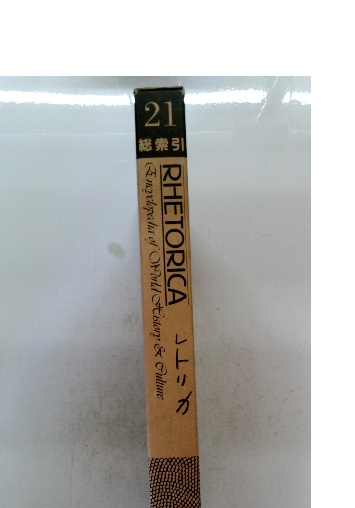 21
総索引
RHETORICA
Encyclopedia of World History & Culture
レトリカ